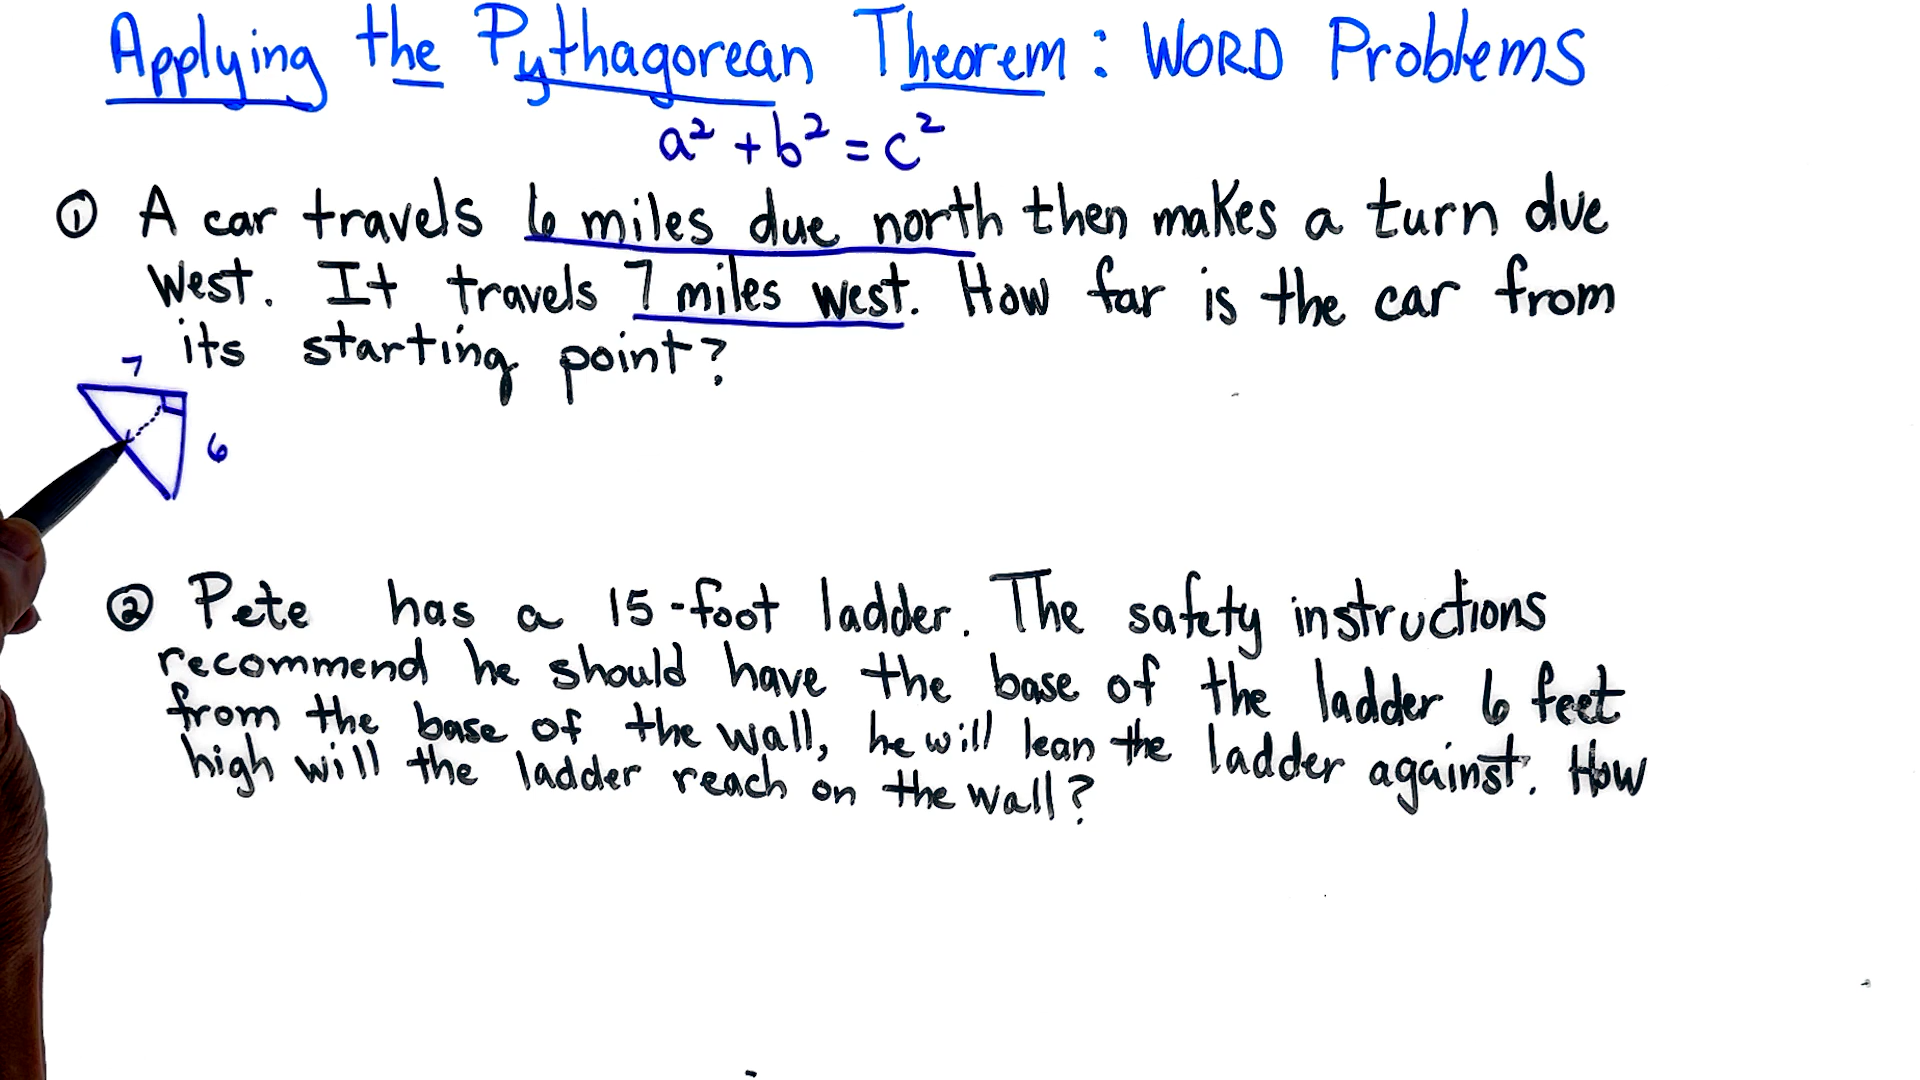 Applying the Pythagorean Theorem: WORD Problems
a² + b² = c²
① A car travels 6 miles due north then makes a turn due
West. It travels 7 miles west. How far is the car from
its starting point?
7
6
② Pete has a 15-foot ladder. The safety instructions
recommend he should have the base of the ladder 6 feet
from the base of the wall, he will lean the ladder against. How
high will the ladder reach on the wall?